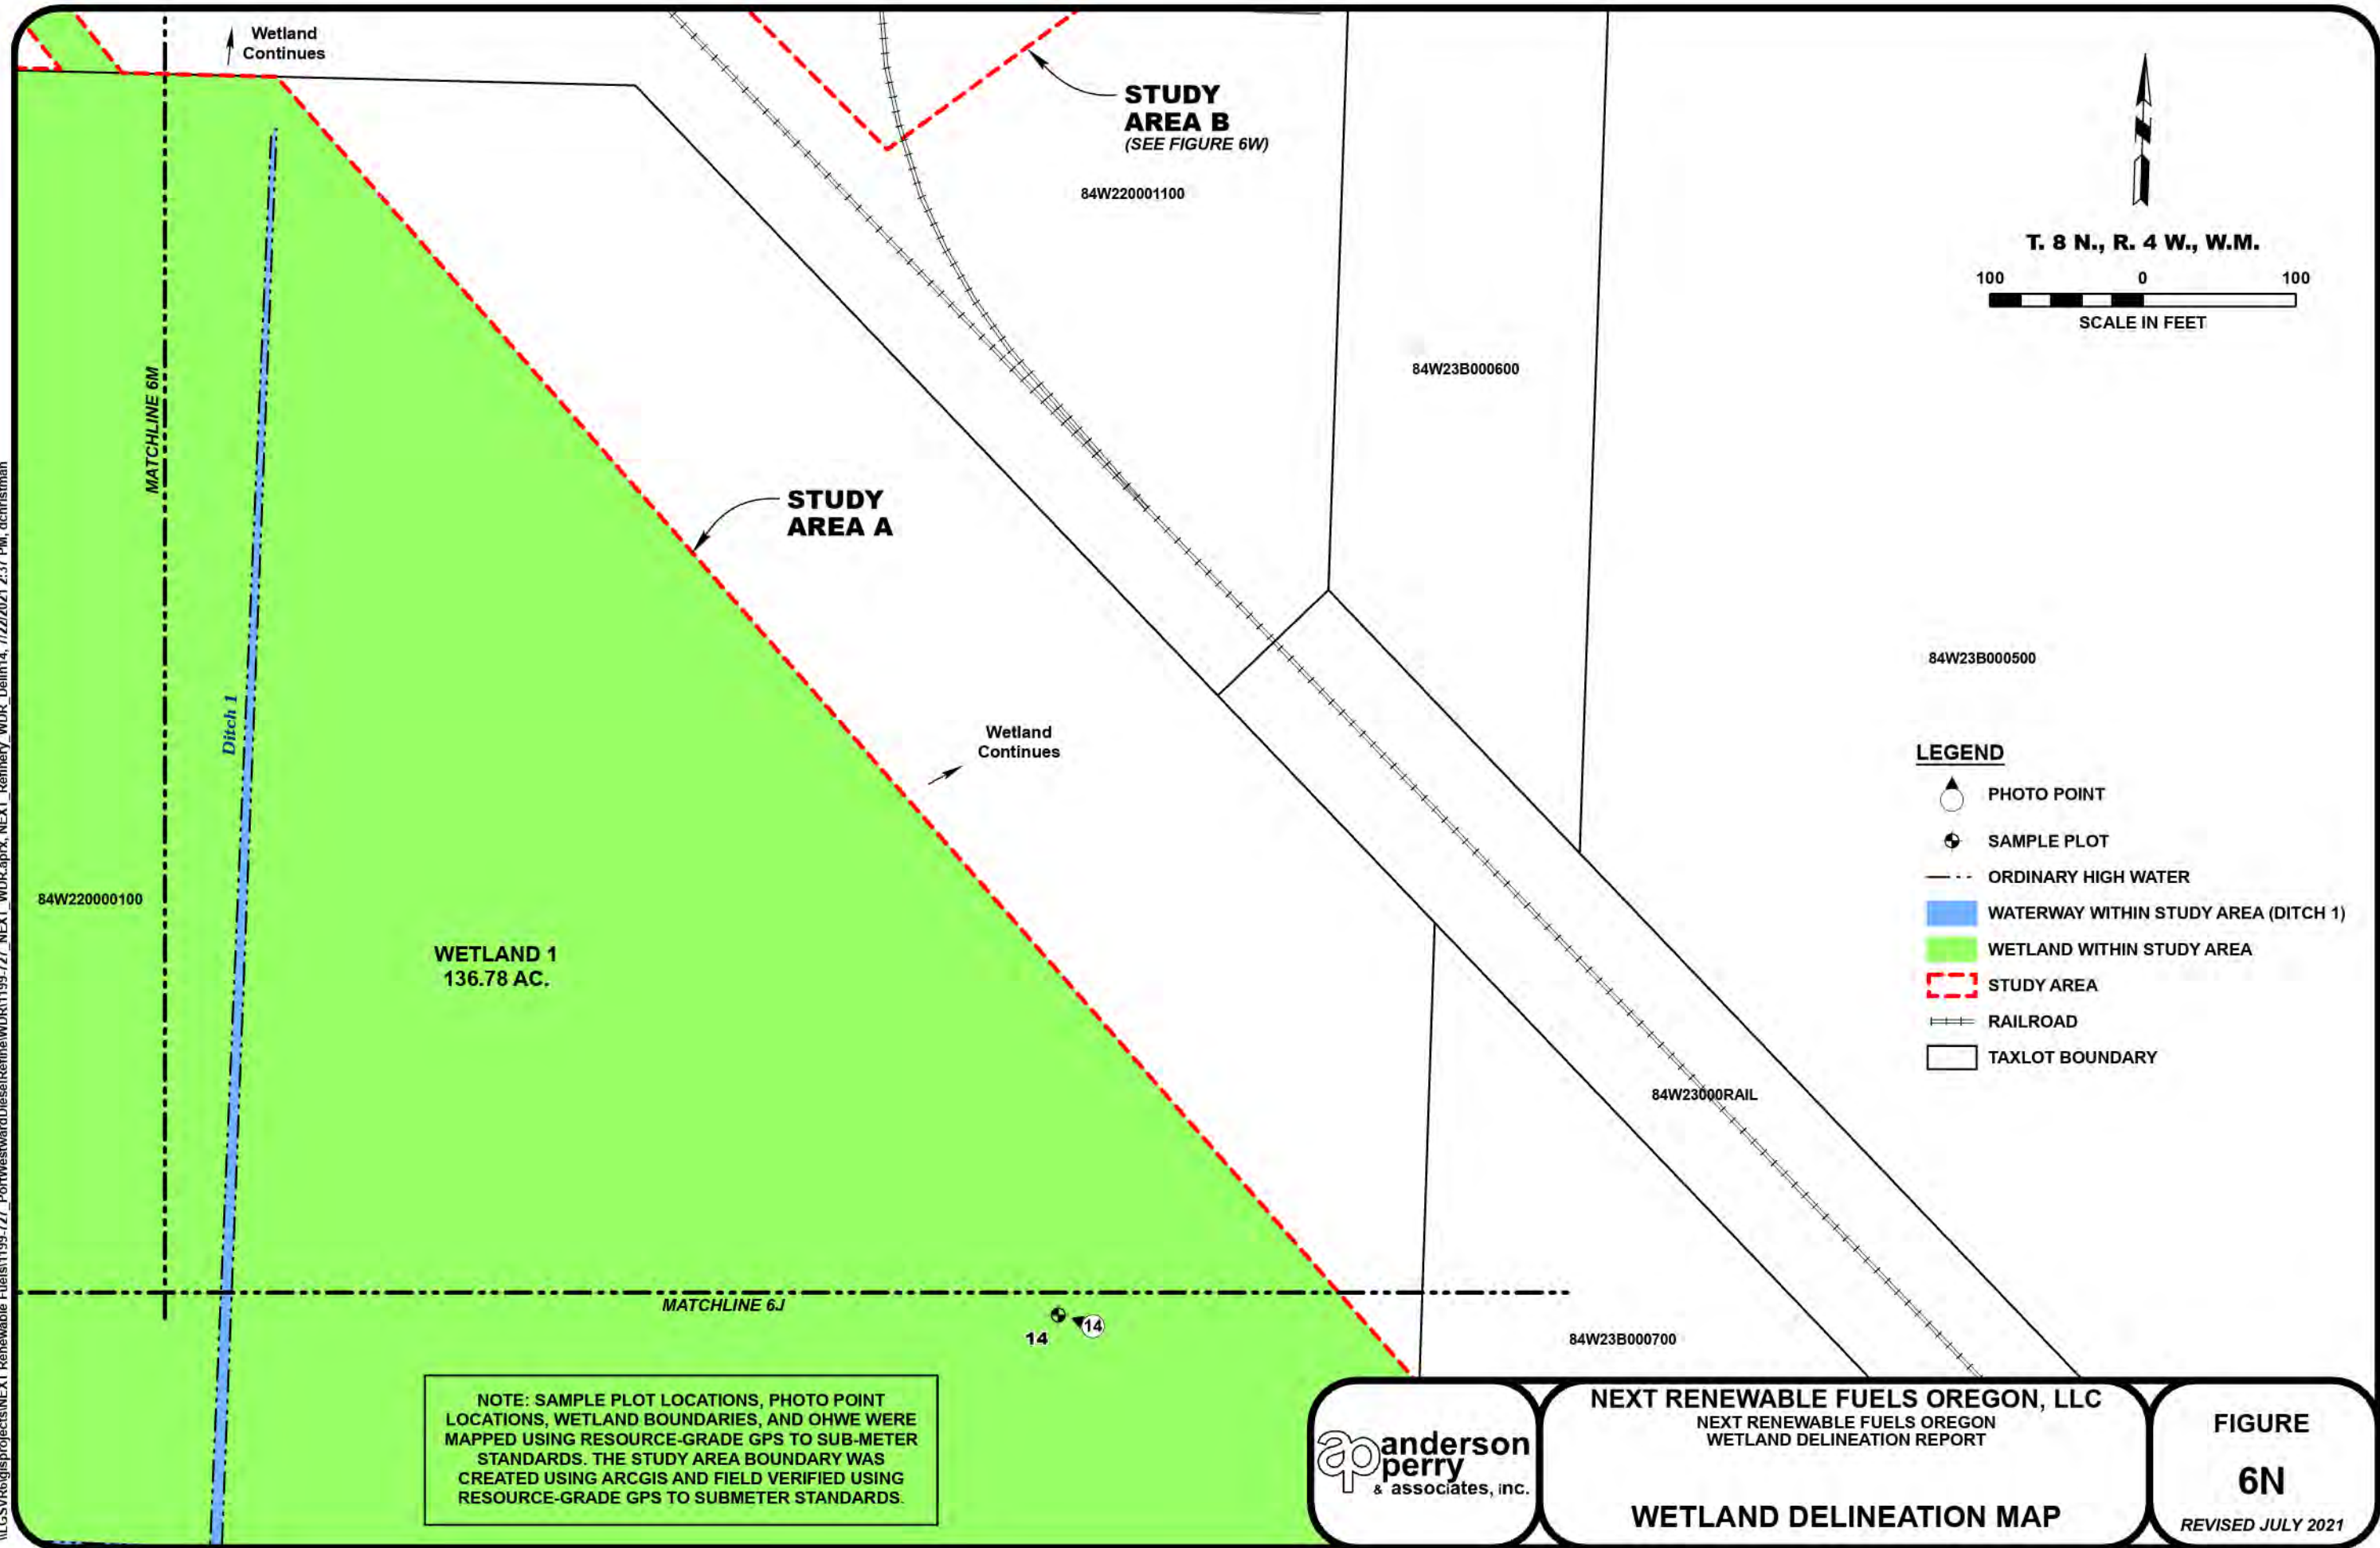 Wetland
Continues
STUDY
AREA B
(SEE FIGURE 6W)
84W220001100
N
T. 8 N., R. 4 W., W.M.
100 0 100
SCALE IN FEET
MATCHLINE 6M
84W23B000600
STUDY
AREA A
84W23B000500
Ditch 1
Wetland
Continues
LEGEND
PHOTO POINT
SAMPLE PLOT
ORDINARY HIGH WATER
WATERWAY WITHIN STUDY AREA (DITCH 1)
WETLAND WITHIN STUDY AREA
STUDY AREA
RAILROAD
TAXLOT BOUNDARY
84W220000100
WETLAND 1
136.78 AC.
84W23000RAIL
MATCHLINE 6J
14
14
84W23B000700
NOTE: SAMPLE PLOT LOCATIONS, PHOTO POINT
LOCATIONS, WETLAND BOUNDARIES, AND OHWE WERE
MAPPED USING RESOURCE-GRADE GPS TO SUB-METER
STANDARDS. THE STUDY AREA BOUNDARY WAS
CREATED USING ARCGIS AND FIELD VERIFIED USING
RESOURCE-GRADE GPS TO SUBMETER STANDARDS.
ap
anderson
perry
& associates, inc.
NEXT RENEWABLE FUELS OREGON, LLC
NEXT RENEWABLE FUELS OREGON
WETLAND DELINEATION REPORT
WETLAND DELINEATION MAP
FIGURE
6N
REVISED JULY 2021